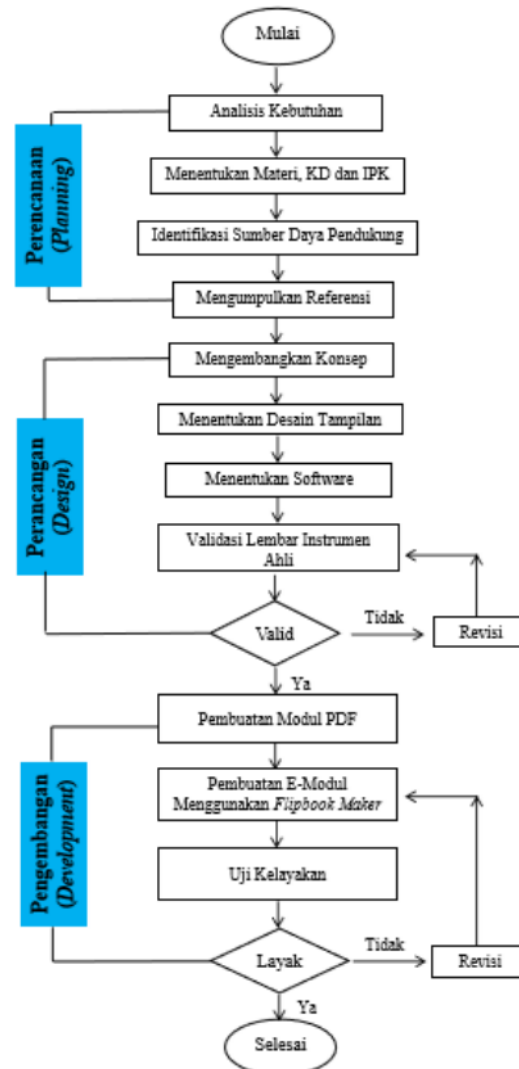 Mulai
Perencanaan
(Planning)
Analisis Kebutuhan
Menentukan Materi, KD dan IPK
Identifikasi Sumber Daya Pendukung
Mengumpulkan Referensi
Perancangan
(Design)
Mengembangkan Konsep
Menentukan Desain Tampilan
Menentukan Software
Validasi Lembar Instrumen
Ahli
Valid
Tidak
Revisi
Ya
Pengembangan
(Development)
Pembuatan Modul PDF
Pembuatan E-Modul
Menggunakan Flipbook Maker
Uji Kelayakan
Layak
Tidak
Revisi
Ya
Selesai